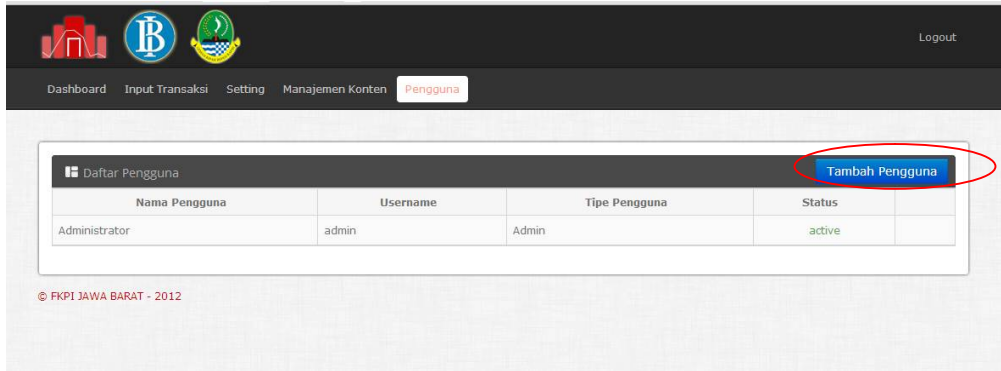 Logout
Dashboard Input Transaksi Setting Manajemen Konten Pengguna
Daftar Pengguna Tambah Pengguna
Nama Pengguna Username Tipe Pengguna Status
Administrator admin Admin active
© FKPI JAWA BARAT - 2012